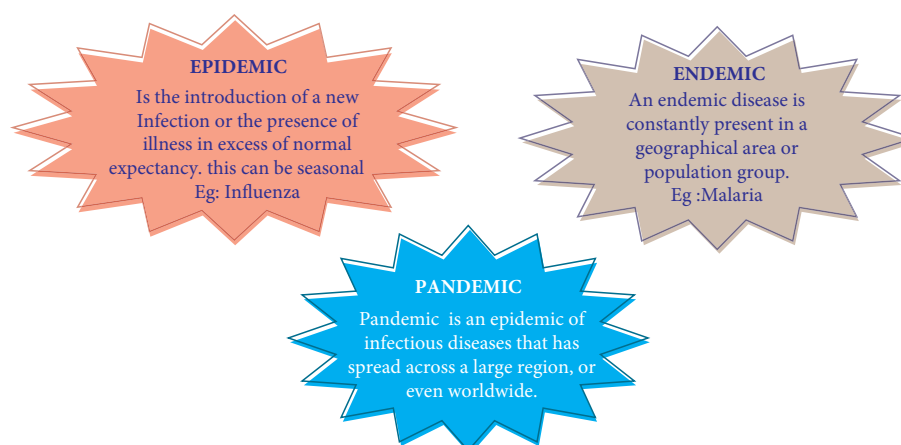 EPIDEMIC
Is the introduction of a new
Infection or the presence of
illness in excess of normal
expectancy. this can be seasonal
Eg: Influenza
ENDEMIC
An endemic disease is
constantly present in a
geographical area or
population group.
Eg :Malaria
PANDEMIC
Pandemic is an epidemic of
infectious diseases that has
spread across a large region, or
even worldwide.